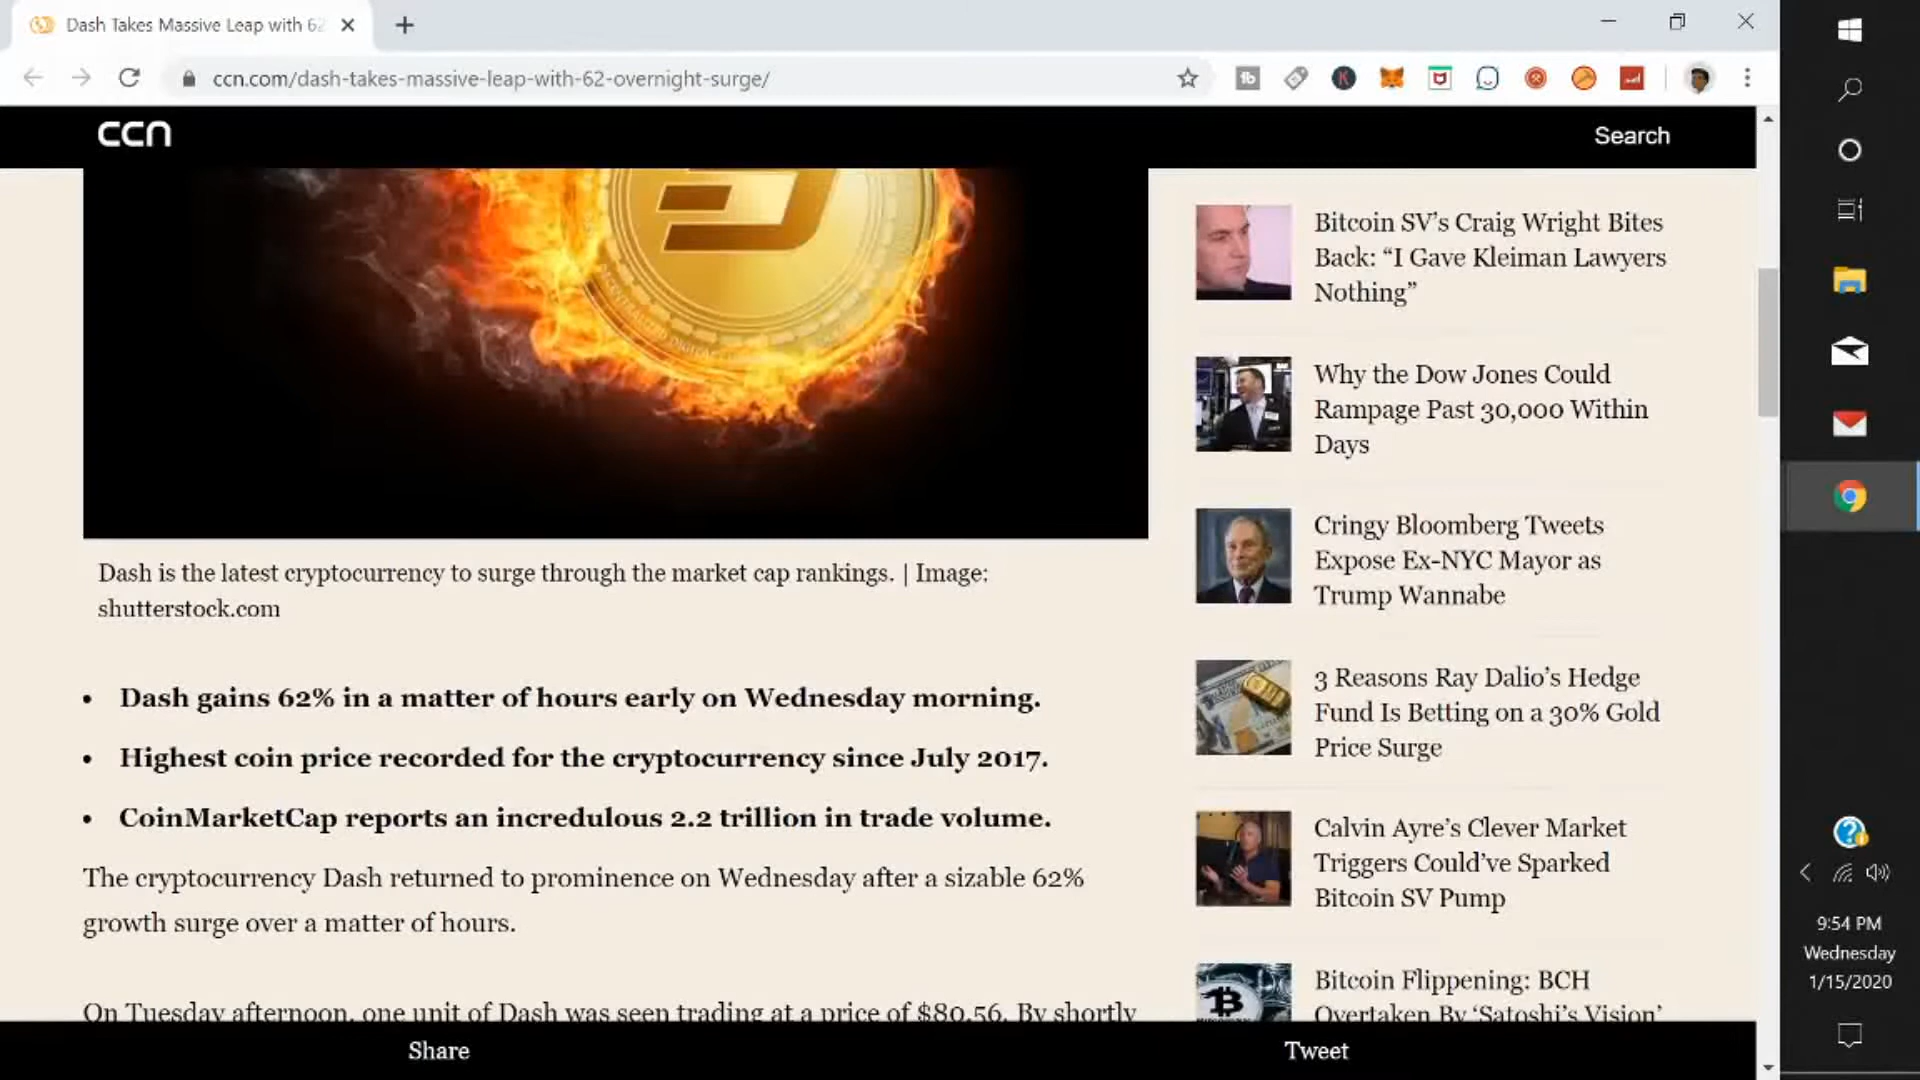 Dash Takes Massive Leap with 62
ccn.com/dash-takes-massive-leap-with-62-overnight-surge/
ccn
Search
Dash is the latest cryptocurrency to surge through the market cap rankings. | Image:
shutterstock.com
• Dash gains 62% in a matter of hours early on Wednesday morning.
• Highest coin price recorded for the cryptocurrency since July 2017.
• CoinMarketCap reports an incredulous 2.2 trillion in trade volume.
The cryptocurrency Dash returned to prominence on Wednesday after a sizable 62%
growth surge over a matter of hours.
On Tuesday afternoon, one unit of Dash was seen trading at a price of $80.56. By shortly
Bitcoin SV’s Craig Wright Bites
Back: “I Gave Kleiman Lawyers
Nothing”
Why the Dow Jones Could
Rampage Past 30,000 Within
Days
Cringy Bloomberg Tweets
Expose Ex-NYC Mayor as
Trump Wannabe
3 Reasons Ray Dalio’s Hedge
Fund Is Betting on a 30% Gold
Price Surge
Calvin Ayre’s Clever Market
Triggers Could’ve Sparked
Bitcoin SV Pump
Bitcoin Flippening: BCH
Overtaken By ‘Satoshi’s Vision’
Share
Tweet
9:54 PM
Wednesday
1/15/2020